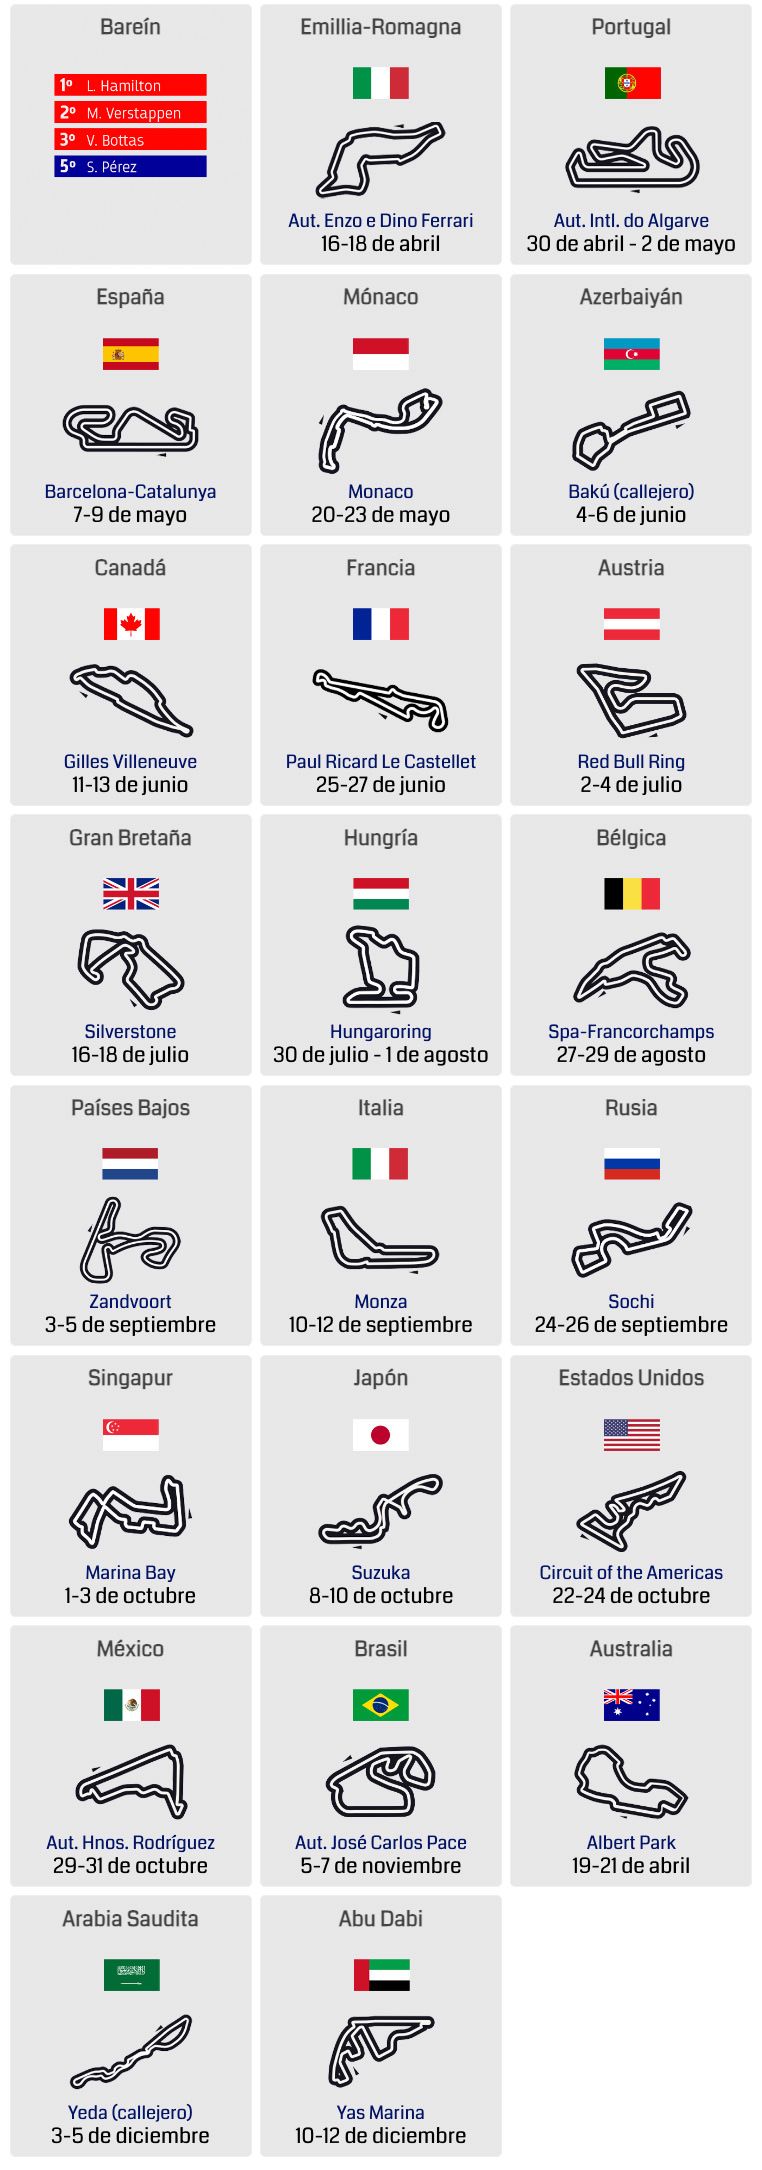 Bareín
1º L. Hamilton
2º M. Verstappen
3º V. Bottas
5º S. Pérez
Emillia-Romagna
Aut. Enzo e Dino Ferrari
16-18 de abril
Portugal
Aut. Intl. do Algarve
30 de abril - 2 de mayo
España
Barcelona-Catalunya
7-9 de mayo
Mónaco
Monaco
20-23 de mayo
Azerbaiyán
Bakú (callejero)
4-6 de junio
Canadá
Gilles Villeneuve
11-13 de junio
Francia
Paul Ricard Le Castellet
25-27 de junio
Austria
Red Bull Ring
2-4 de julio
Gran Bretaña
Silverstone
16-18 de julio
Hungría
Hungaroring
30 de julio - 1 de agosto
Bélgica
Spa-Francorchamps
27-29 de agosto
Países Bajos
Zandvoort
3-5 de septiembre
Italia
Monza
10-12 de septiembre
Rusia
Sochi
24-26 de septiembre
Singapur
Marina Bay
1-3 de octubre
Japón
Suzuka
8-10 de octubre
Estados Unidos
Circuit of the Americas
22-24 de octubre
México
Aut. Hnos. Rodríguez
29-31 de octubre
Brasil
Aut. José Carlos Pace
5-7 de noviembre
Australia
Albert Park
19-21 de abril
Arabia Saudita
Yeda (callejero)
3-5 de diciembre
Abu Dabi
Yas Marina
10-12 de diciembre